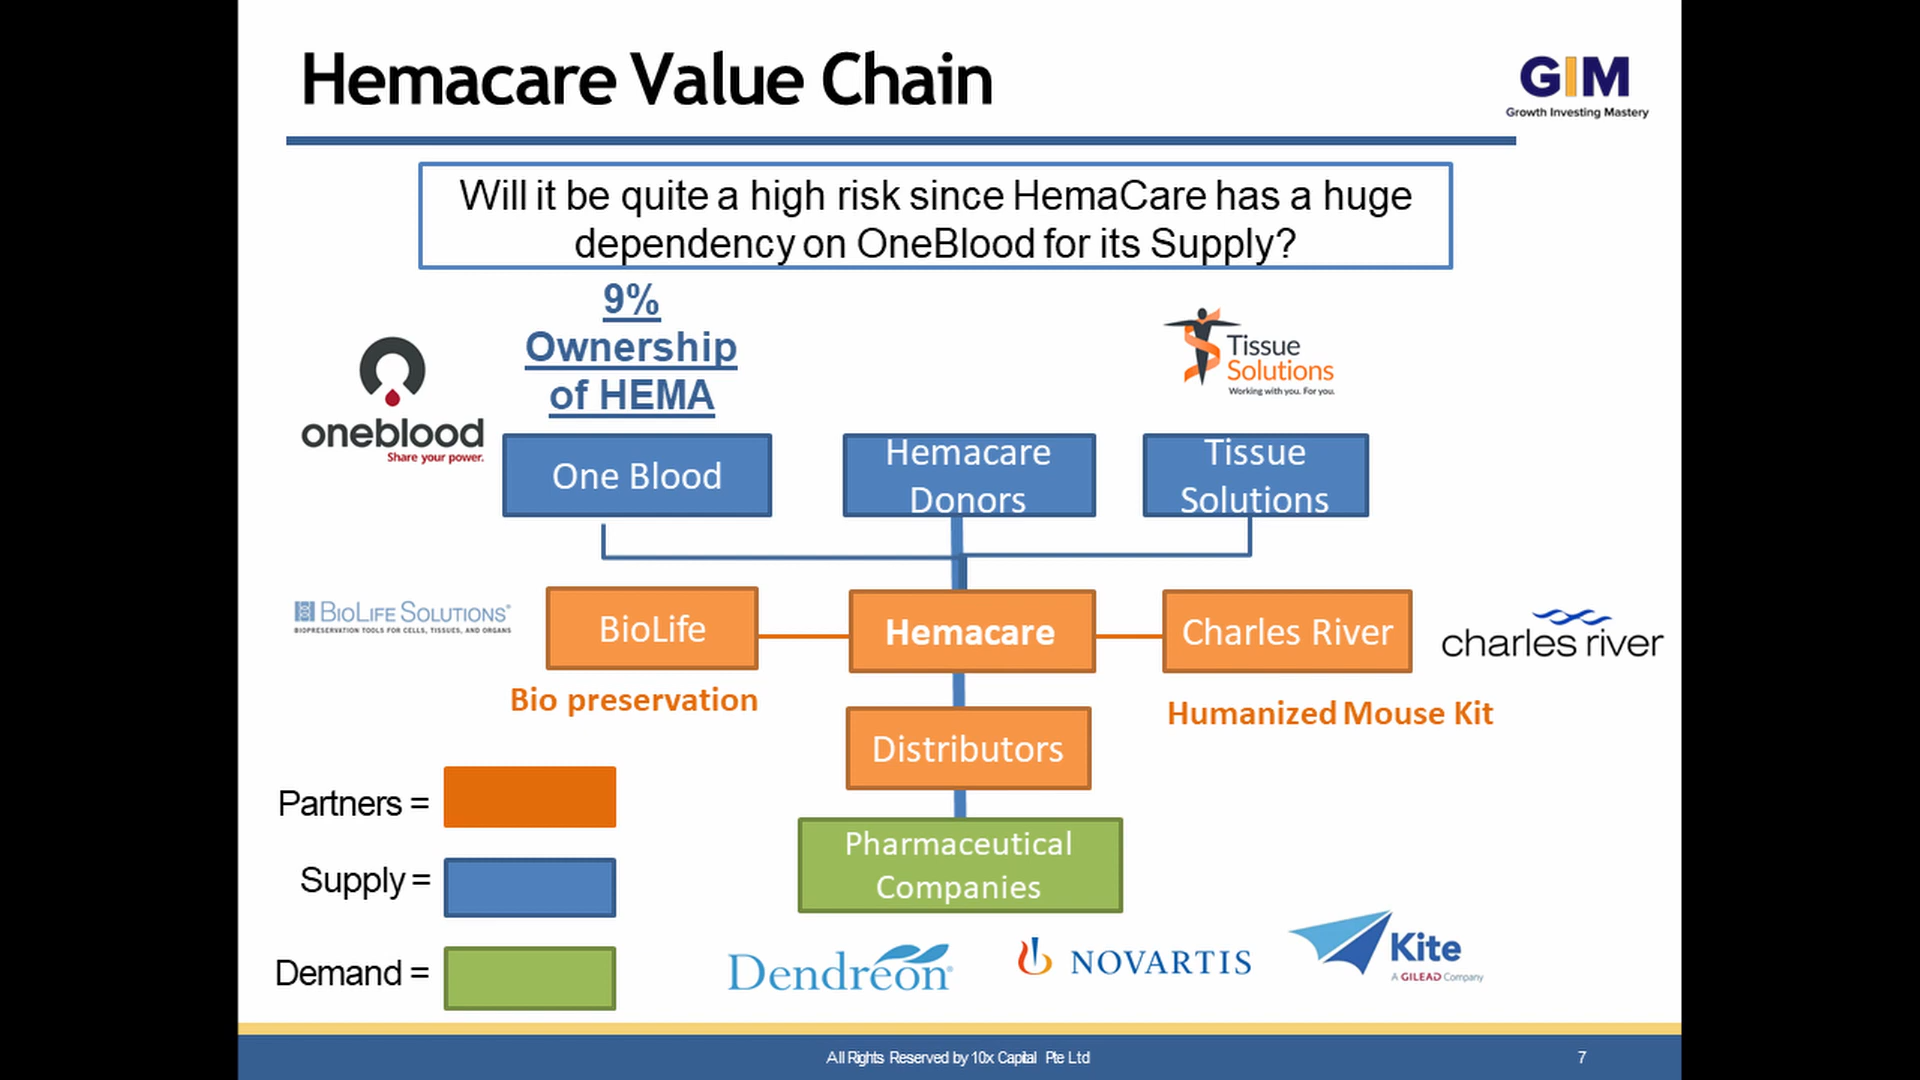 Hemacare Value Chain
GIM
Growth Investing Mastery
Will it be quite a high risk since HemaCare has a huge
dependency on OneBlood for its Supply?
9%
Ownership
of HEMA
oneblood
Share your power.
Tissue
Solutions
Working with you. For you.
One Blood
Hemacare
Donors
Tissue
Solutions
BIOLIFE SOLUTIONS®
BIOPRESERVATION TOOLS FOR CELLS, TISSUES, AND ORGANS
BioLife
Hemacare
Charles River
charles river
Bio preservation
Humanized Mouse Kit
Distributors
Partners =
Supply =
Demand =
Pharmaceutical
Companies
Dendreon®
NOVARTIS
Kite
A GILEAD Company
All Rights Reserved by 10x Capital Pte Ltd
7